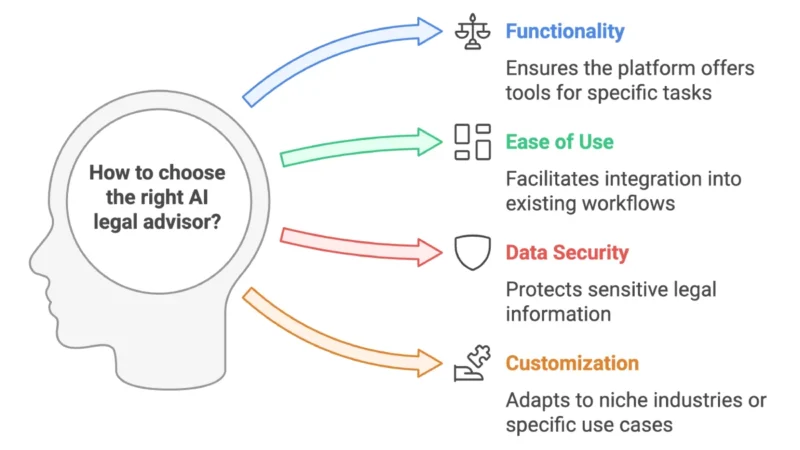 How to choose
the right AI
legal advisor?
Functionality
Ensures the platform offers
tools for specific tasks
Ease of Use
Facilitates integration into
existing workflows
Data Security
Protects sensitive legal
information
Customization
Adapts to niche industries or
specific use cases